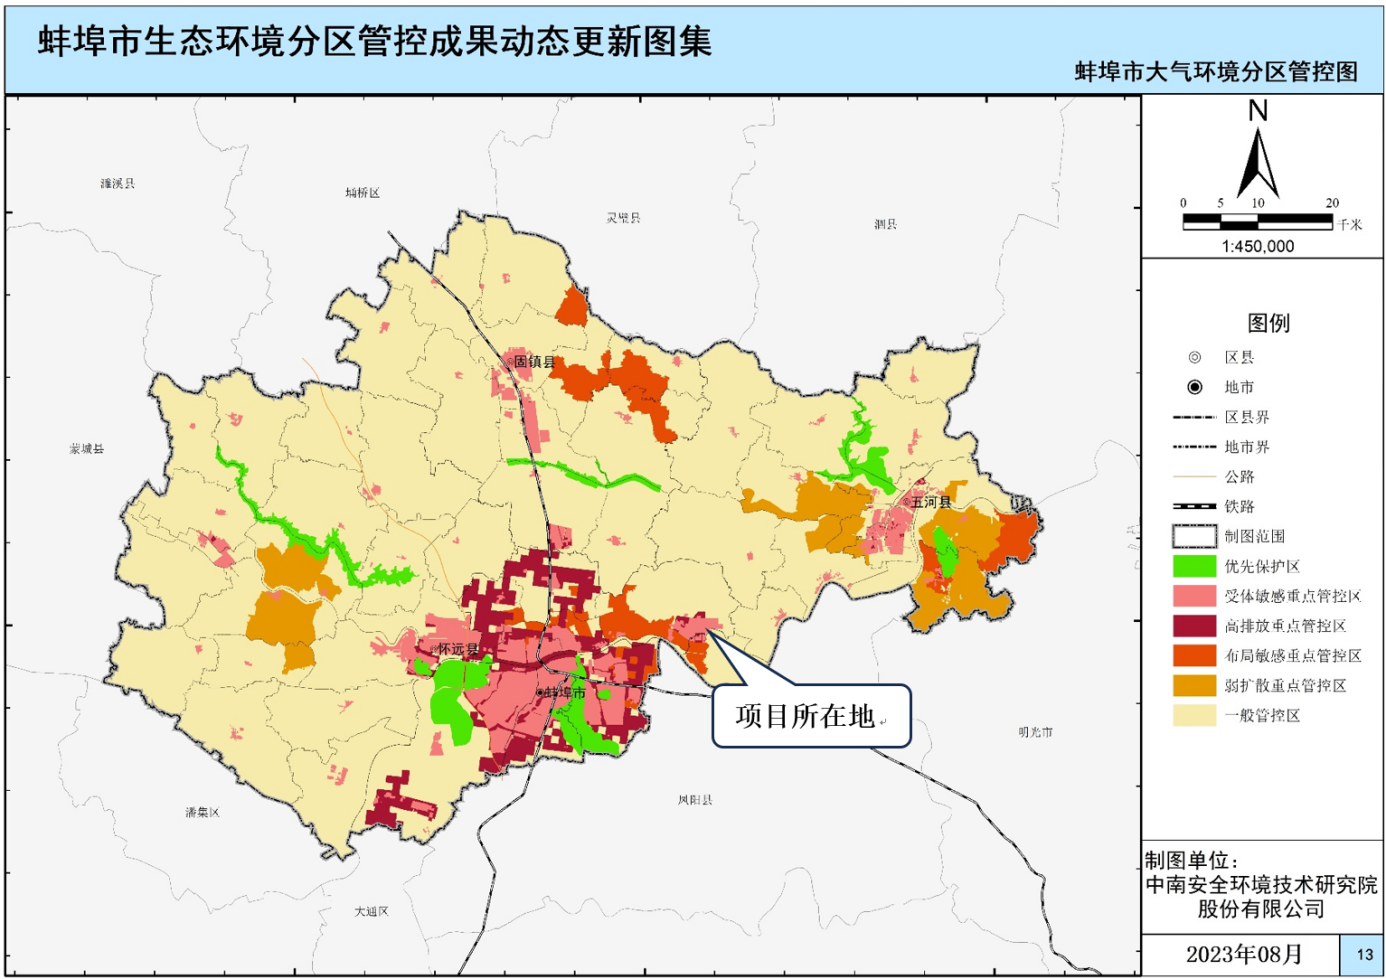 蚌埠市生态环境分区管控成果动态更新图集
蚌埠市大气环境分区管控图
N
0 5 10 20
千米
1:450,000
濉溪县
埇桥区
灵璧县
泗县
固镇县
蒙城县
五河县
怀远县
蚌埠市
项目所在地
明光市
凤阳县
潘集区
大通区
图例
区县
地市
区县界
地市界
公路
铁路
制图范围
优先保护区
受体敏感重点管控区
高排放重点管控区
布局敏感重点管控区
弱扩散重点管控区
一般管控区
制图单位：
中南安全环境技术研究院
股份有限公司
2023年08月
13